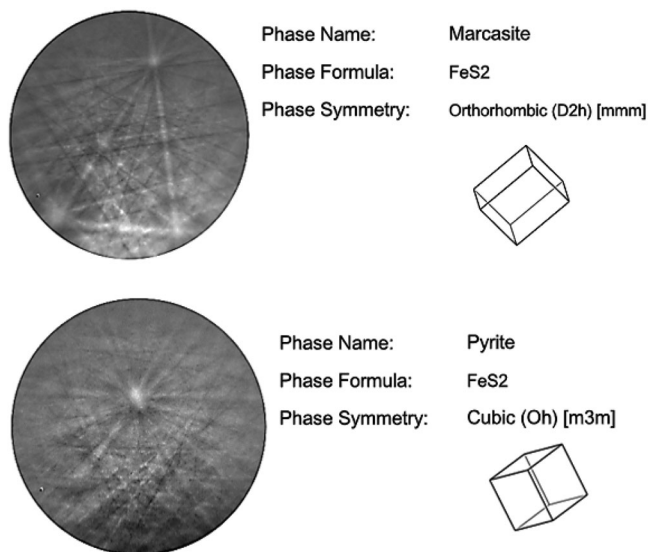 Phase Name: Marcasite
Phase Formula: FeS2
Phase Symmetry: Orthorhombic (D2h) [mmm]
Phase Name: Pyrite
Phase Formula: FeS2
Phase Symmetry: Cubic (Oh) [m3m]